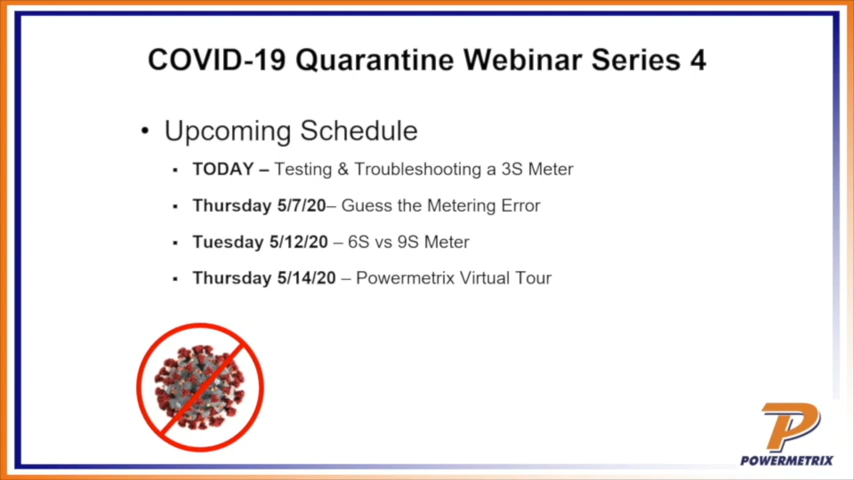 COVID-19 Quarantine Webinar Series 4
• Upcoming Schedule
▪ TODAY – Testing & Troubleshooting a 3S Meter
▪ Thursday 5/7/20– Guess the Metering Error
▪ Tuesday 5/12/20 – 6S vs 9S Meter
▪ Thursday 5/14/20 – Powermetrix Virtual Tour
POWERMETRIX